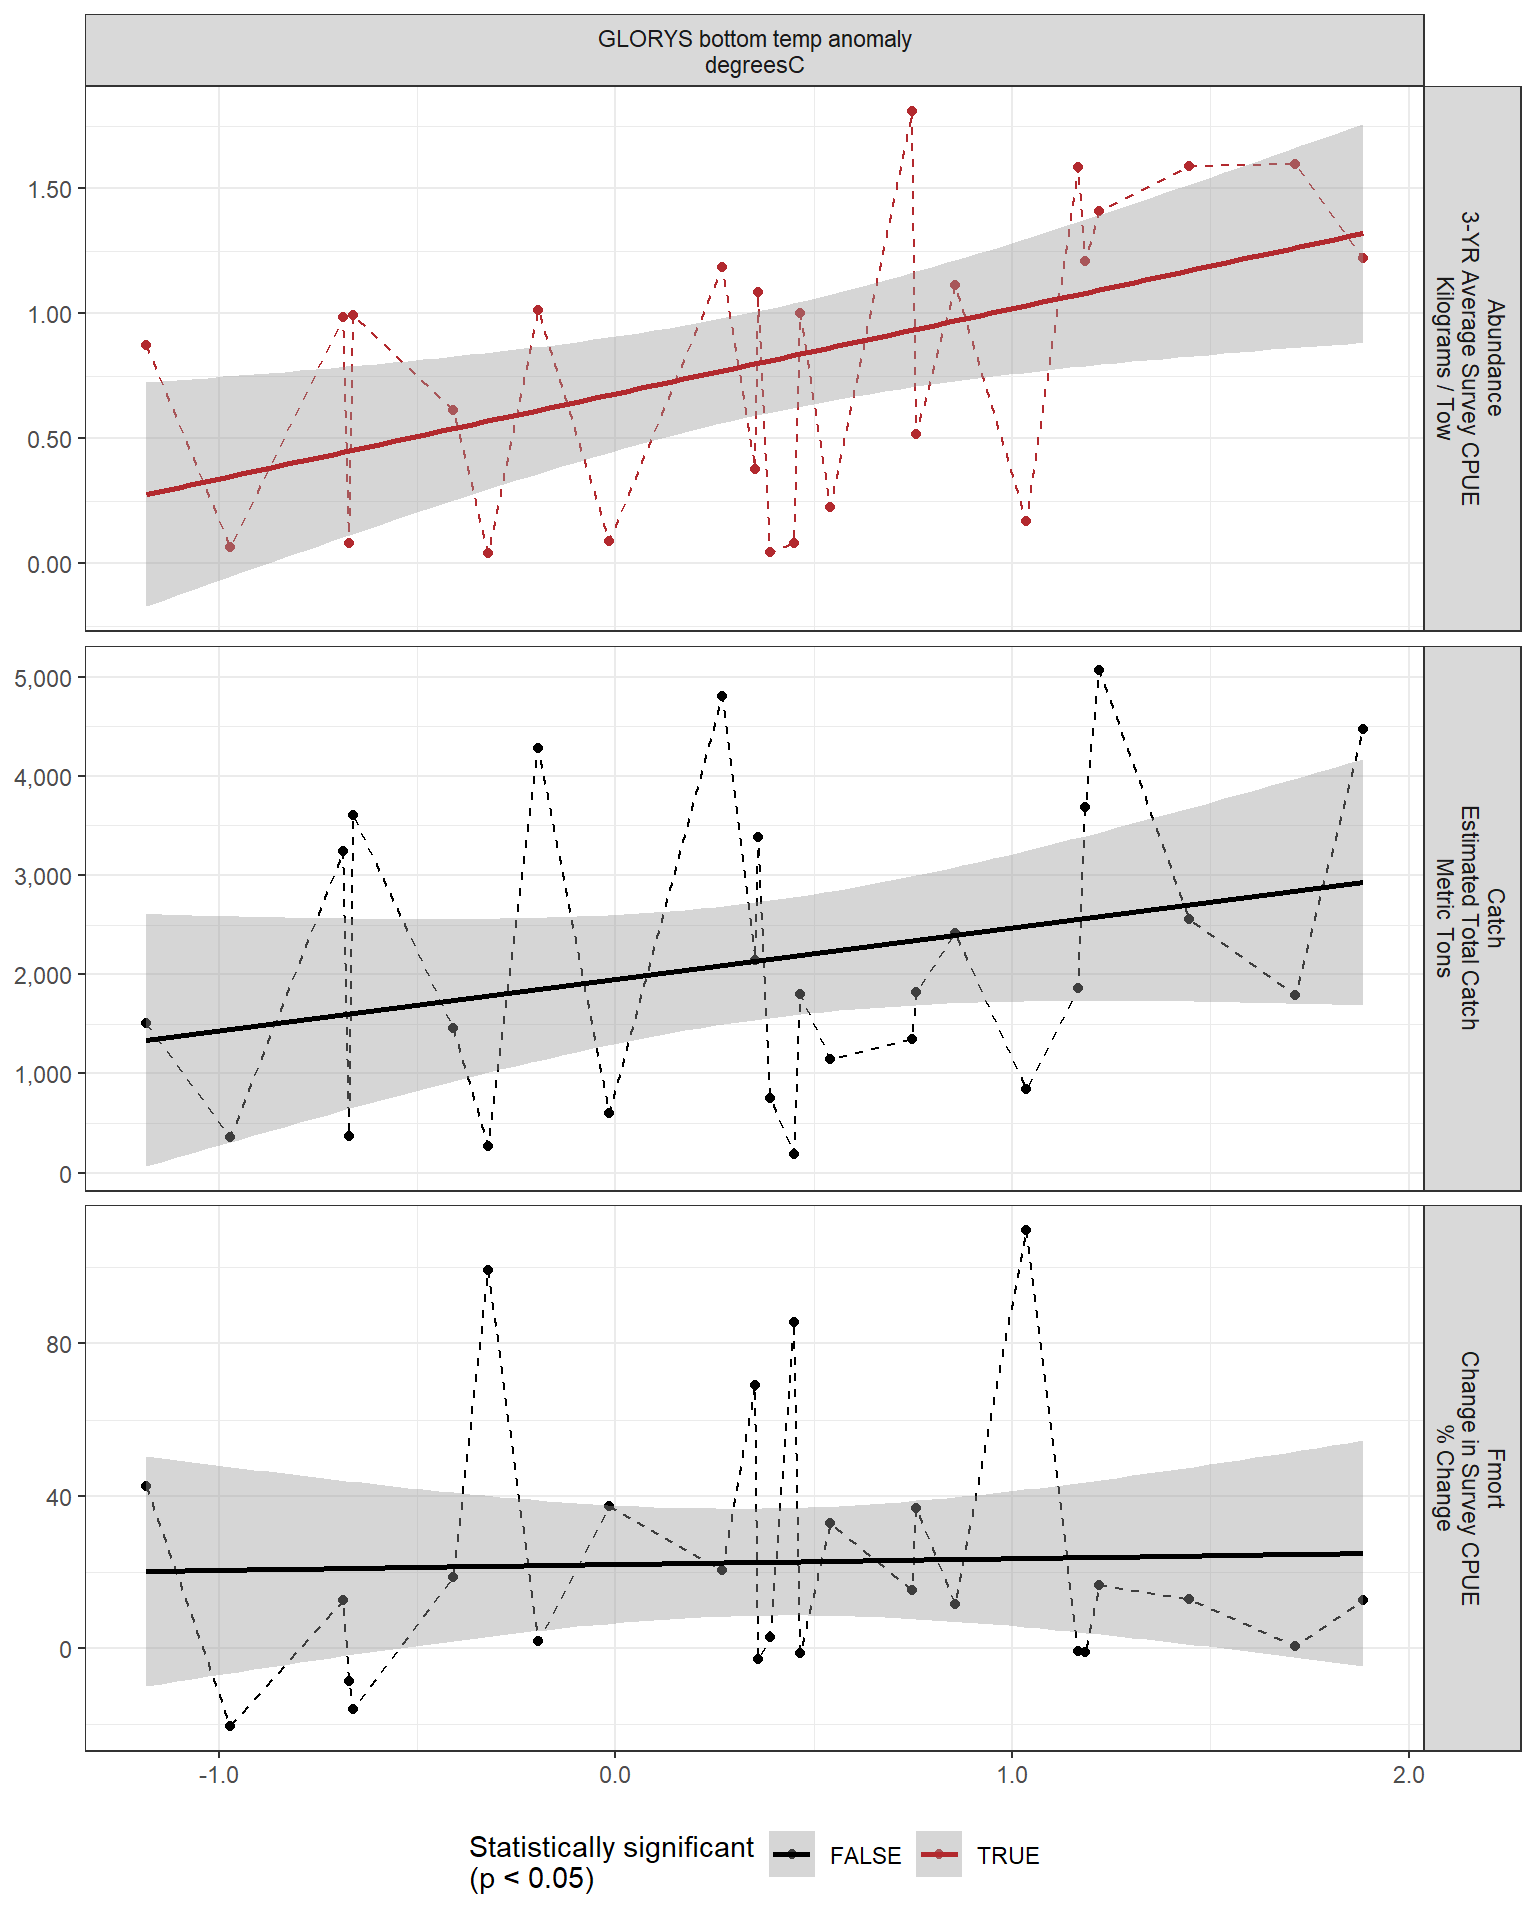 GLORYS bottom temp anomaly
degreesC
1.50
1.00
0.50
0.00
Abundance
3-YR Average Survey CPUE
Kilograms / Tow
5,000
4,000
3,000
2,000
1,000
0
Catch
Estimated Total Catch
Metric Tons
80
40
0
Fmort
Change in Survey CPUE
% Change
-1.0
0.0
1.0
2.0
Statistically significant
(p < 0.05)
FALSE
TRUE